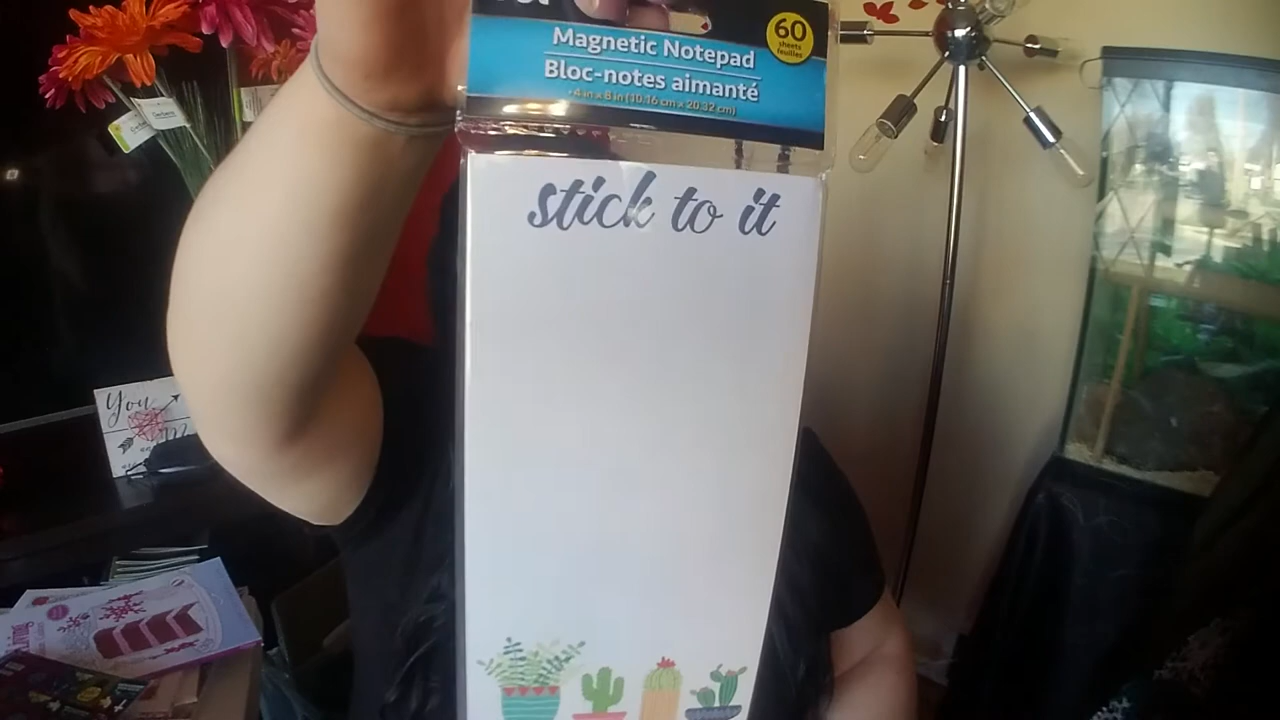 60
sheets
feuilles
Magnetic Notepad
Bloc-notes aimanté
• 4 in x 8 in (10.16 cm x 20.32 cm)
stick to it
You